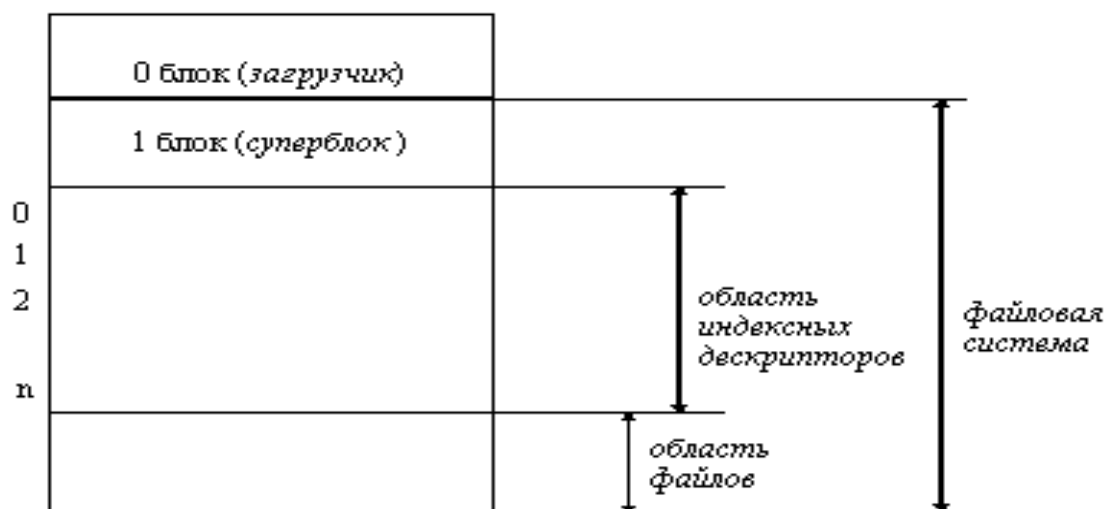 0 блок (загрузчик)
1 блок (суперблок )
0
1
2
n
область
индексных
дескрипторов
файловая
система
область
файлов